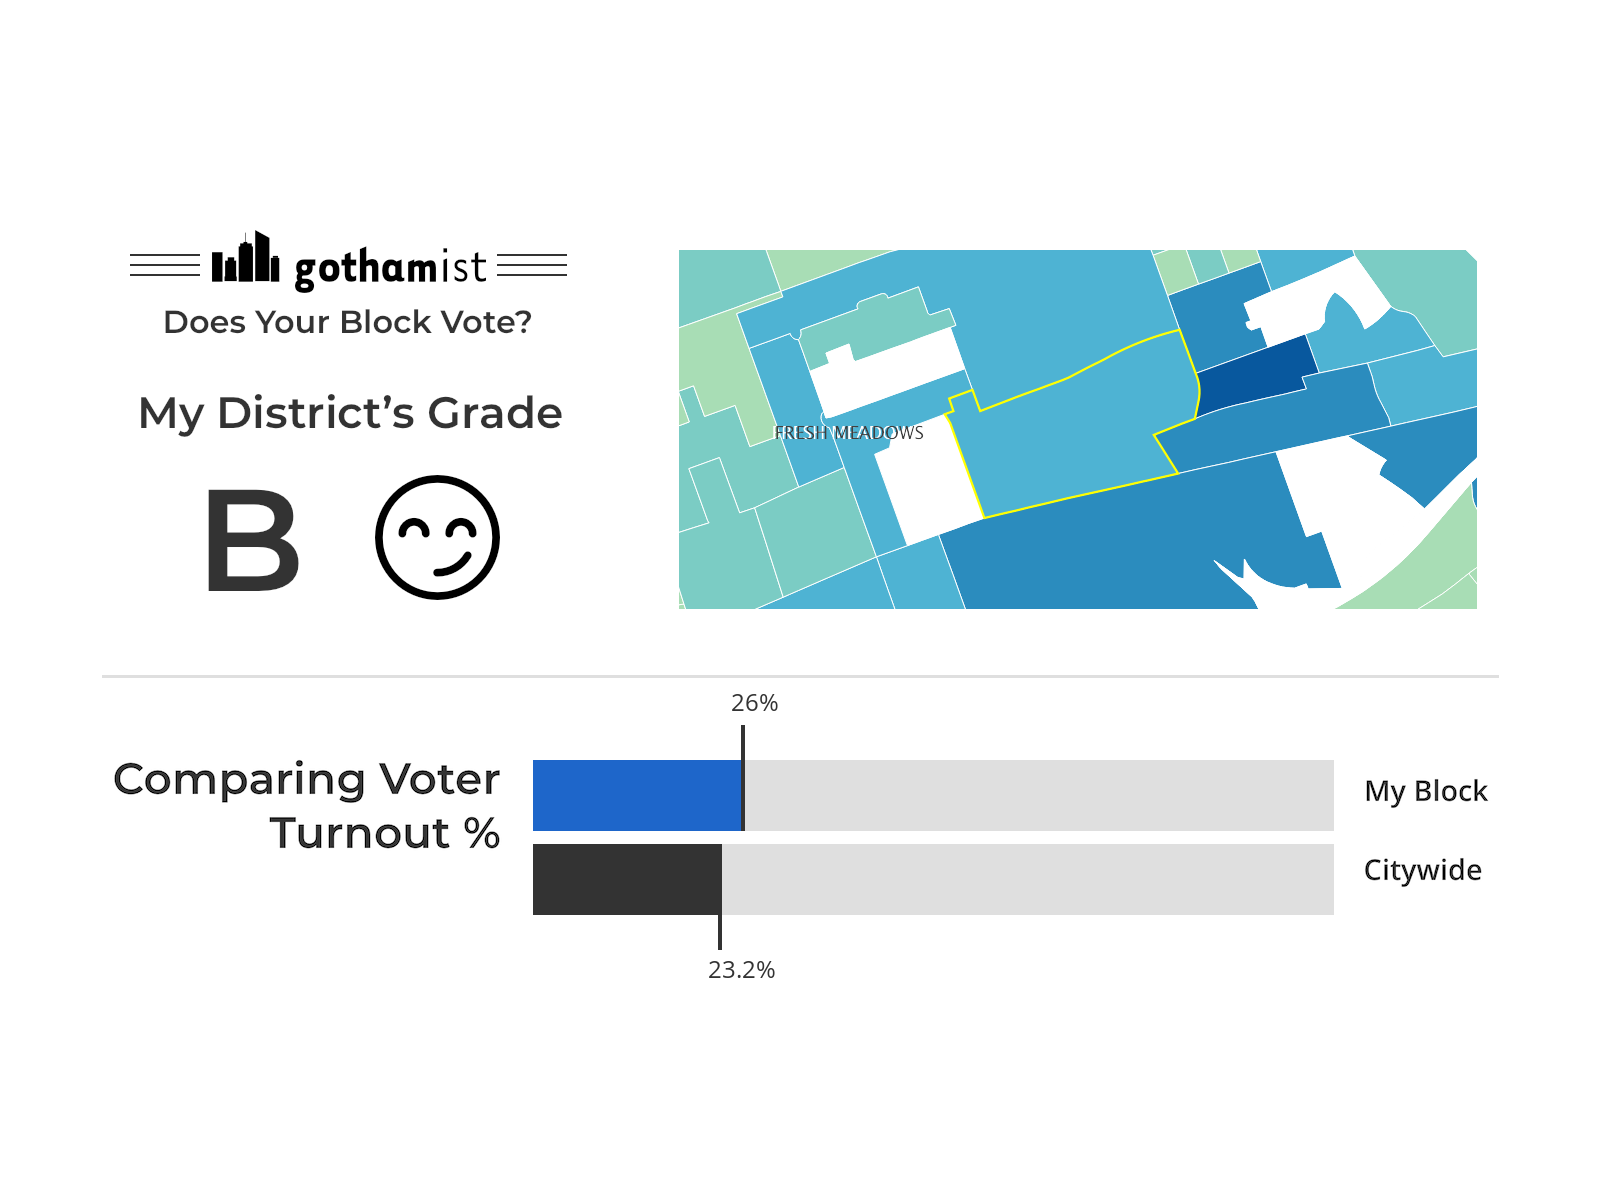 gothamist
Does Your Block Vote?
My District’s Grade
B
FRESH MEADOWS
26%
Comparing Voter
Turnout %
My Block
Citywide
23.2%